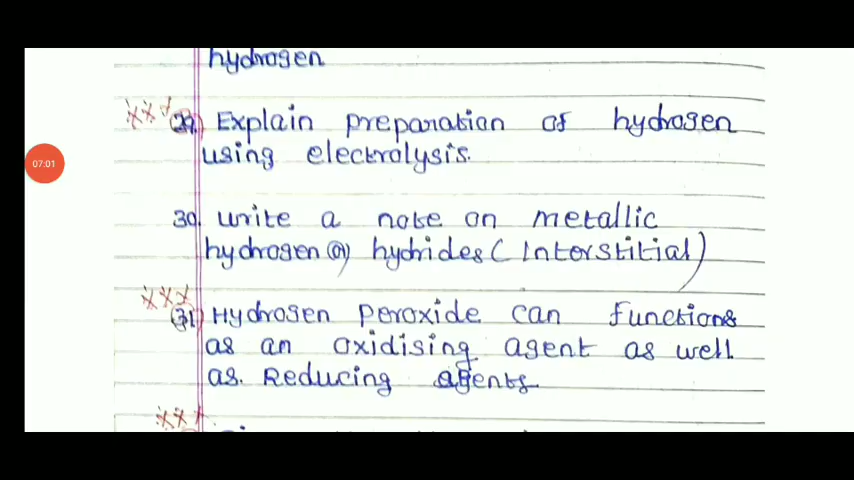 hydrogen
29. Explain preparation of hydrogen
using electrolysis.
07:01
30. write a note on metallic
hydrogen (or) hydrides (Interstitial)
31) Hydrogen peroxide can functions
as an oxidising agent as well
as. Reducing agents